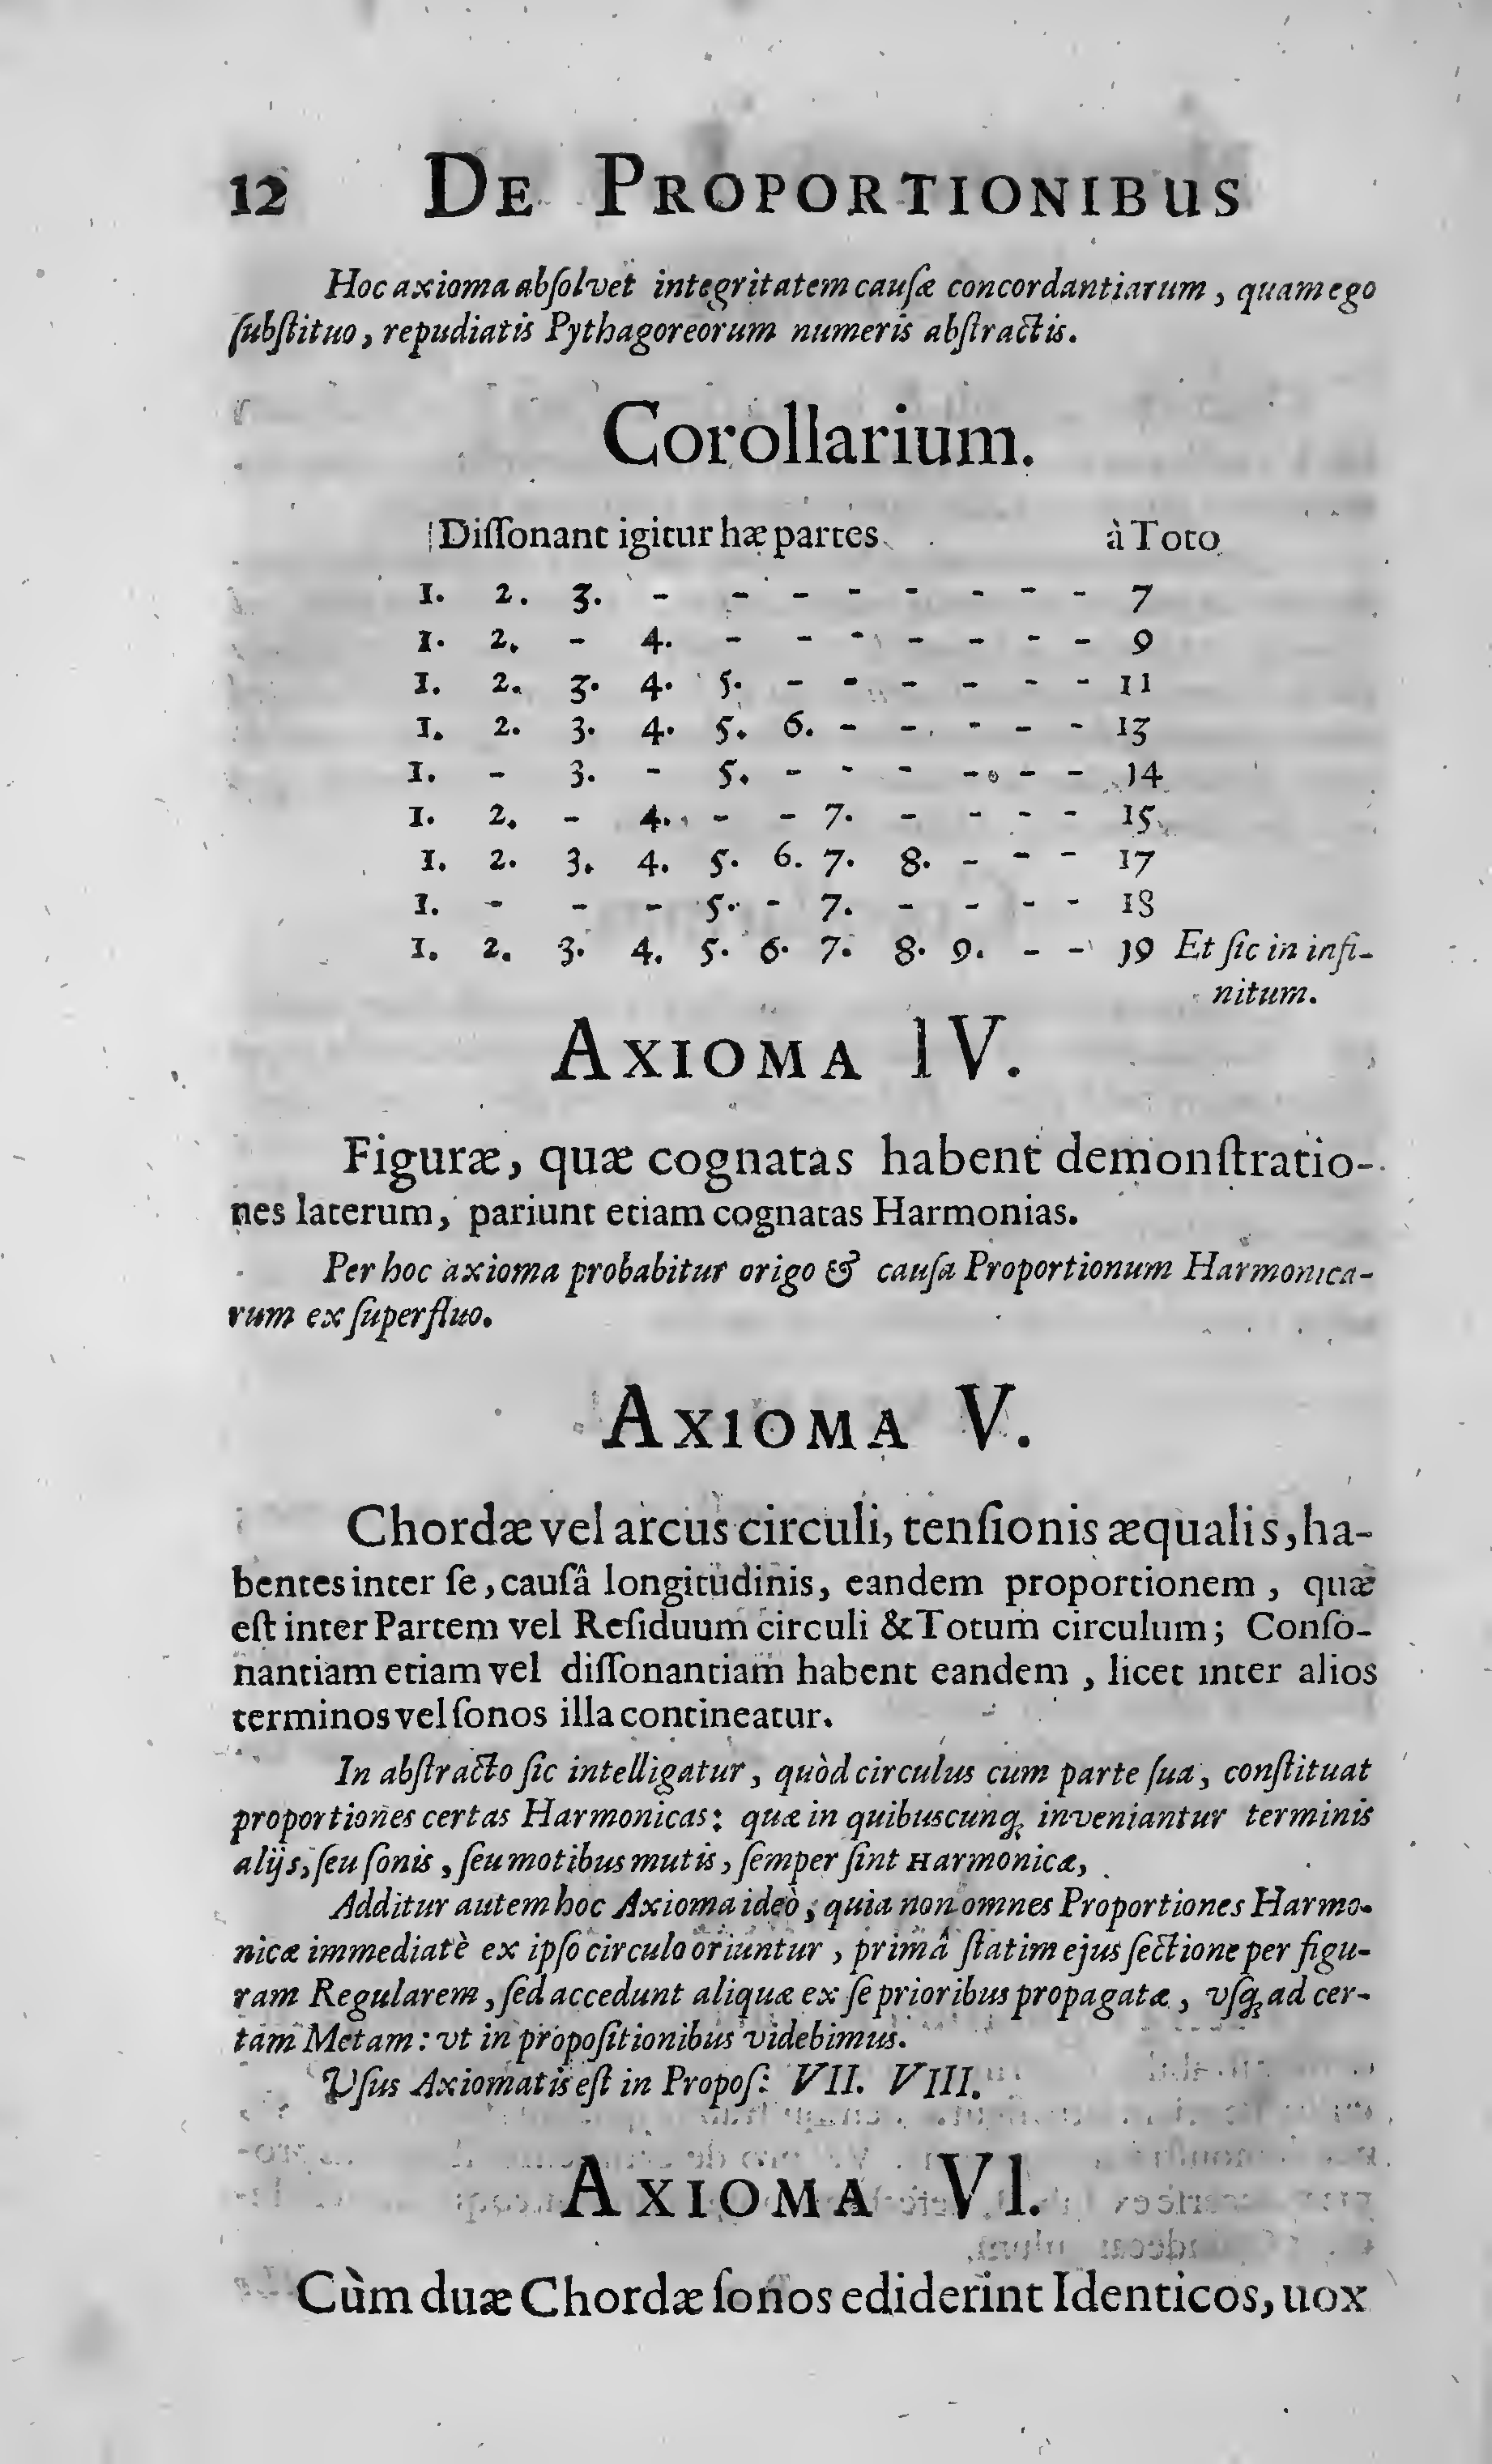 12 DE PROPORTIONIBUS
Hoc axioma abſolvet integritatem cauſæ concordantiarum, quam ego
ſubſtituo, repudiatis Pythagoreorum numeris abſtractis.
Corollarium.
Diſſonant igitur hæ partes à Toto
1. 2. 3. - - - - - - - - 7
1. 2. - 4. - - - - - - - 9
1. 2. 3. 4. 5. - - - - - - 11
1. 2. 3. 4. 5. 6. - - - - - 13
1. - 3. - 5. - - - - - - 14
1. 2. - 4. - - 7. - - - - 15
1. 2. 3. 4. 5. 6. 7. 8. - - - 17
1. - - - 5. - 7. - - - - 18
1. 2. 3. 4. 5. 6. 7. 8. 9. - - 19 Et ſic in infi-
nitum.
AXIOMA IV.
Figuræ, quæ cognatas habent demonſtratio-
nes laterum, pariunt etiam cognatas Harmonias.
Per hoc axioma probabitur origo & cauſa Proportionum Harmonica-
rum ex ſuperfluo.
AXIOMA V.
Chordæ vel arcus circuli, tenſionis æqualis, ha-
bentes inter ſe, cauſâ longitudinis, eandem proportionem, quæ
eſt inter Partem vel Reſiduum circuli & Totum circulum; Conſo-
nantiam etiam vel diſſonantiam habent eandem, licet inter alios
terminos vel ſonos illa contineatur.
In abſtracto ſic intelligatur, quòd circulus cum parte ſua, conſtituat
proportiones certas Harmonicas: quæ in quibuscunq; inveniantur terminis
alijs, ſeu ſonis, ſeu motibus mutis, ſemper ſint Harmonicæ,
Additur autem hoc Axioma ideò, quia non omnes Proportiones Harmo-
nicæ immediatè ex ipſo circulo oriuntur, primâ ſtatim ejus ſectione per figu-
ram Regularem, ſed accedunt aliquæ ex ſe prioribus propagatæ, vſq; ad cer-
tam Metam: vt in propoſitionibus videbimus.
Vſus Axiomatis eſt in Propoſ: VII. VIII.
AXIOMA VI.
Cùm duæ Chordæ ſonos ediderint Identicos, uox